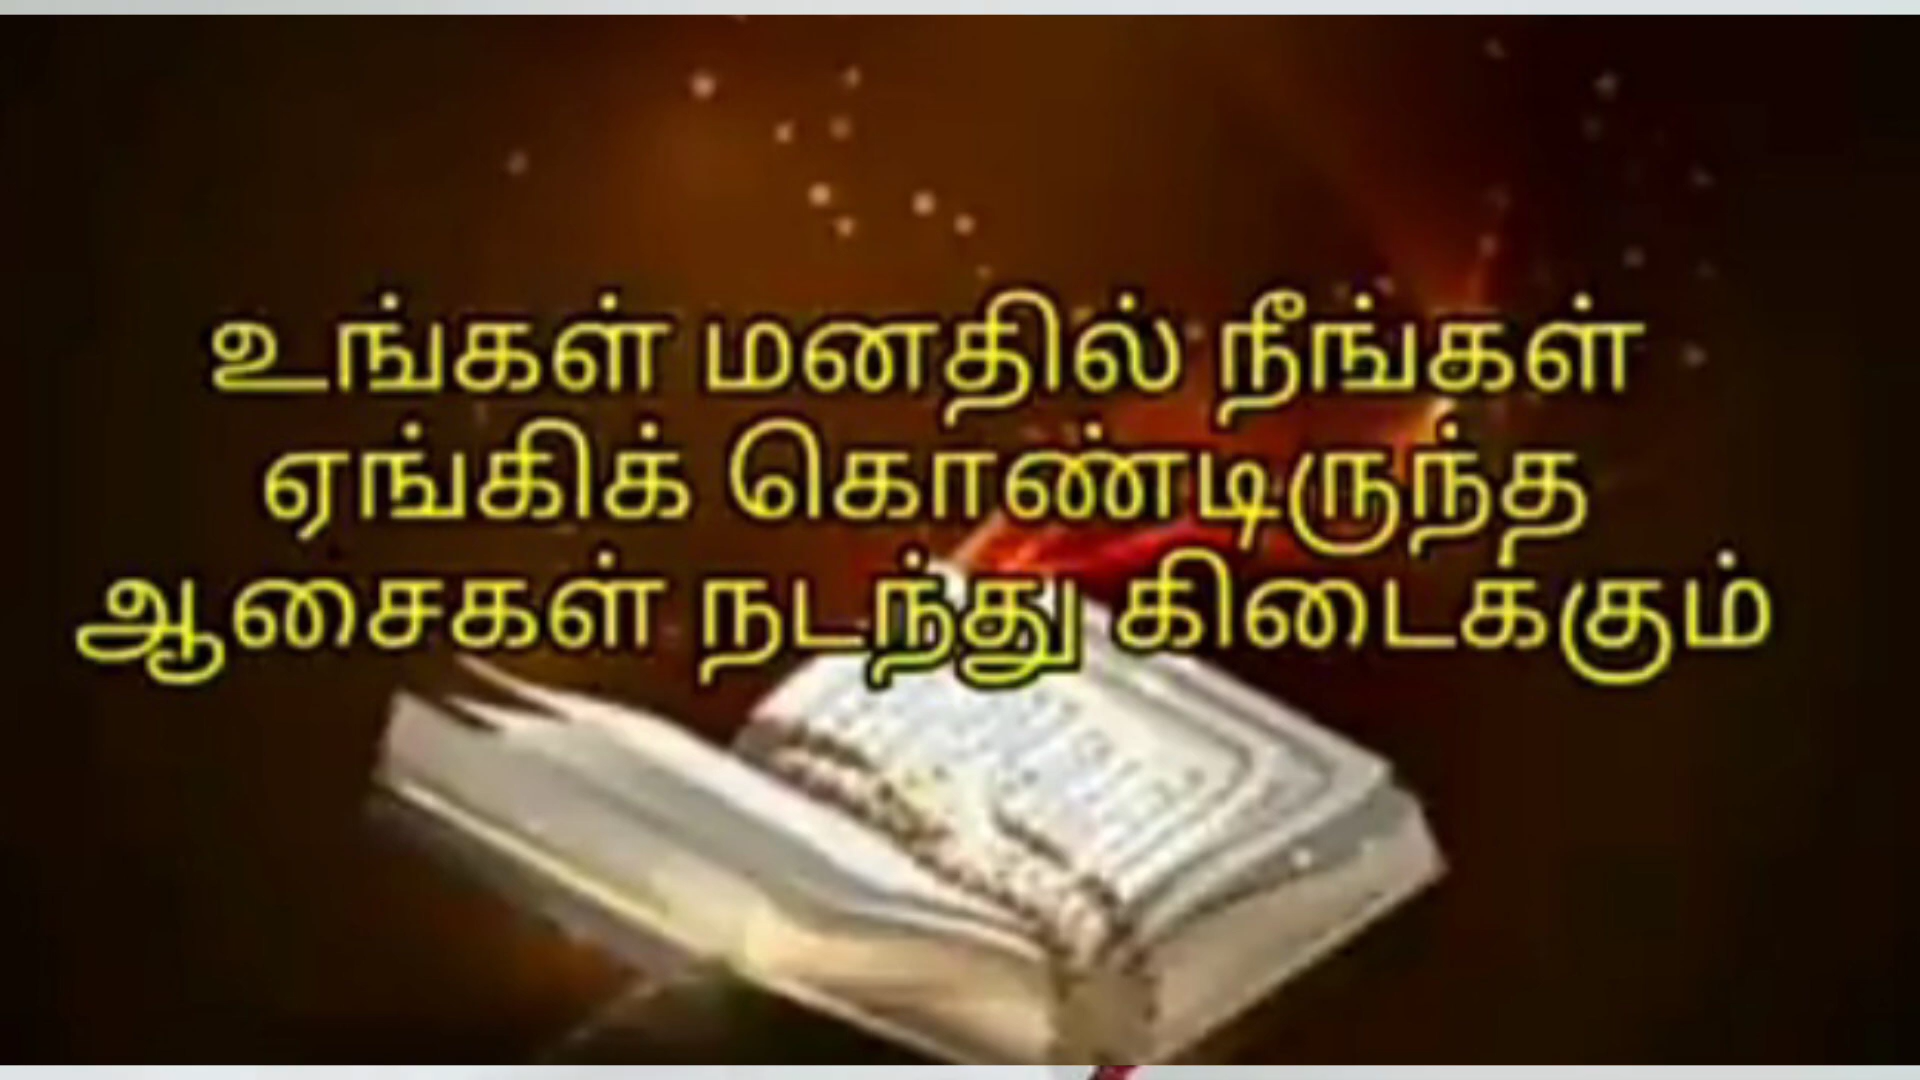 உங்கள் மனதில் நீங்கள்
ஏங்கிக் கொண்டிருந்த
ஆசைகள் நடந்து கிடைக்கும்